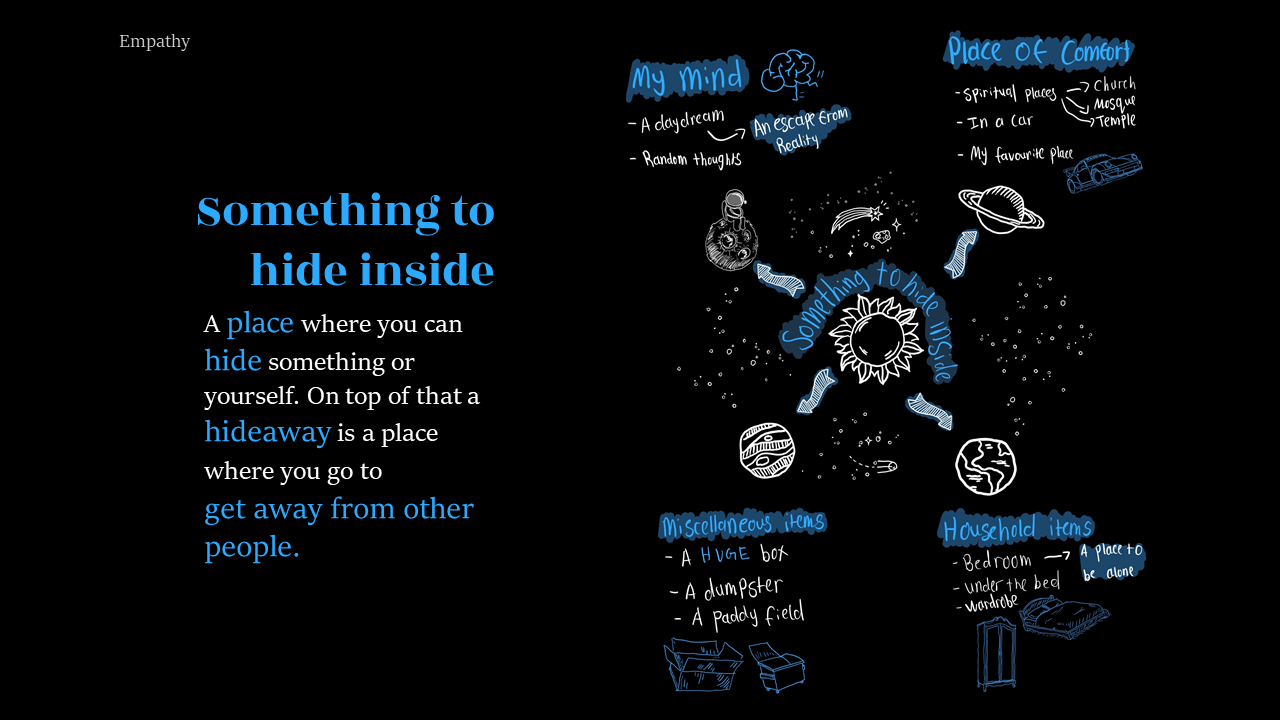 Empathy
Something to
hide inside
A place where you can
hide something or
yourself. On top of that a
hideaway is a place
where you go to
get away from other
people.
My mind
- A daydream
An escape from
Reality
- Random thoughts
Place of Comfort
- Spiritual places
Church
Mosque
Temple
- In a car
- My favourite place
Something to hide inside
Miscellaneous items
- A HUGE box
- A dumpster
- A paddy field
Household items
- Bedroom
A place to
be alone
- under the bed
- wardrobe